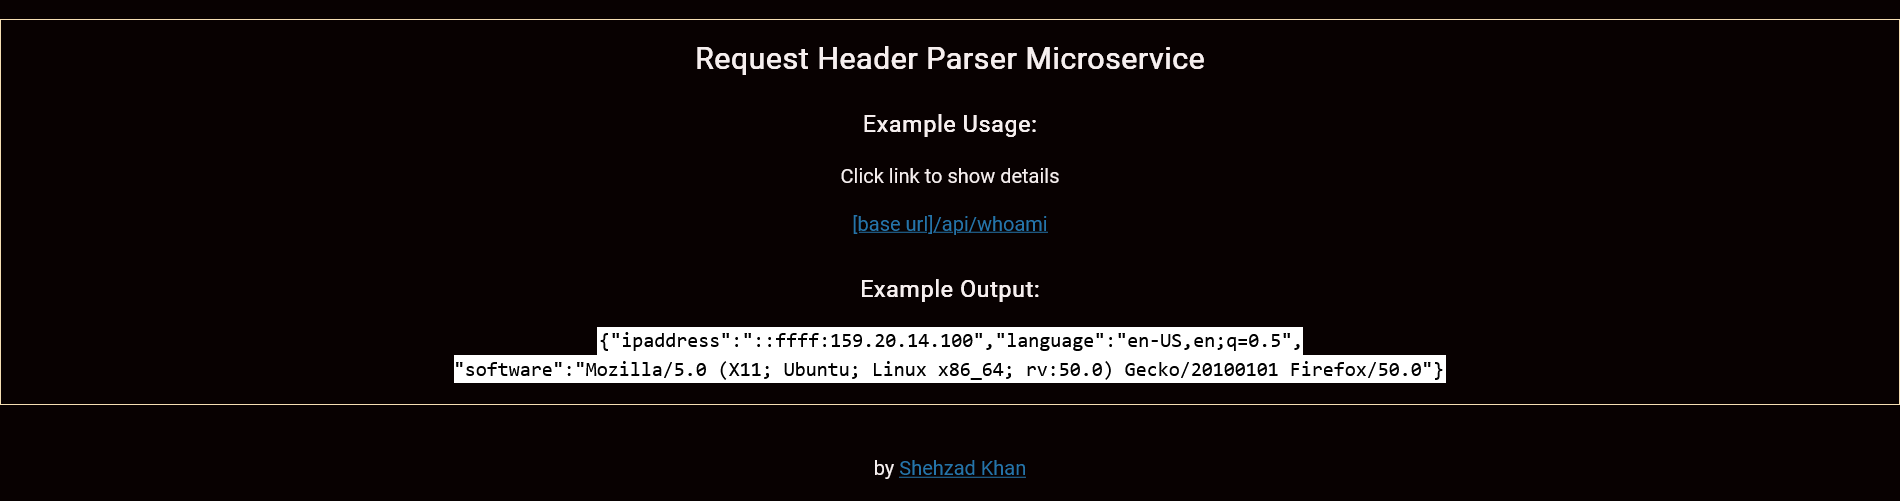 Request Header Parser Microservice
Example Usage:
Click link to show details
[base url]/api/whoami
Example Output:
{"ipaddress":"::ffff:159.20.14.100","language":"en-US,en;q=0.5",
"software":"Mozilla/5.0 (X11; Ubuntu; Linux x86_64; rv:50.0) Gecko/20100101 Firefox/50.0"}
by Shehzad Khan